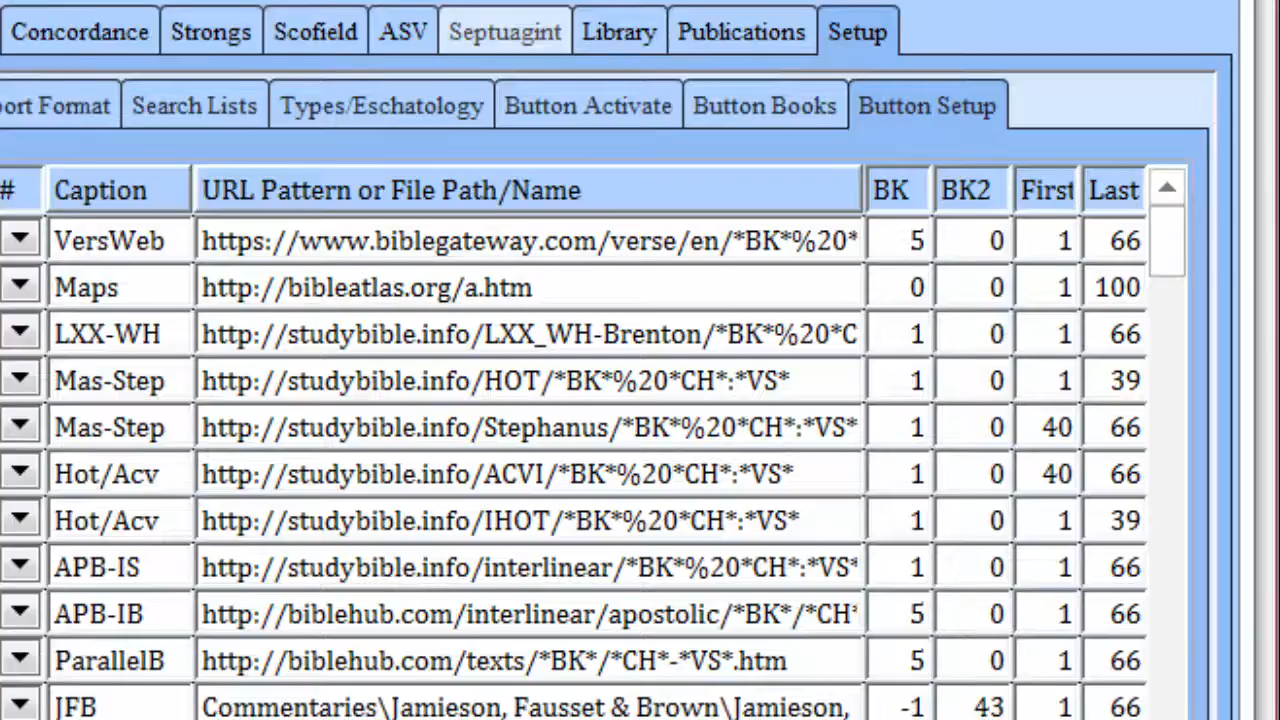 Concordance Strongs Scofield ASV Septuagint Library Publications Setup
ort Format Search Lists Types/Eschatology Button Activate Button Books Button Setup
# Caption URL Pattern or File Path/Name BK BK2 First Last
VersWeb https://www.biblegateway.com/verse/en/*BK*%20* 5 0 1 66
Maps http://bibleatlas.org/a.htm 0 0 1 100
LXX-WH http://studybible.info/LXX_WH-Brenton/*BK*%20*C 1 0 1 66
Mas-Step http://studybible.info/HOT/*BK*%20*CH*:*VS* 1 0 1 39
Mas-Step http://studybible.info/Stephanus/*BK*%20*CH*:*VS* 1 0 40 66
Hot/Acv http://studybible.info/ACVI/*BK*%20*CH*:*VS* 1 0 40 66
Hot/Acv http://studybible.info/IHOT/*BK*%20*CH*:*VS* 1 0 1 39
APB-IS http://studybible.info/interlinear/*BK*%20*CH*:*VS* 1 0 1 66
APB-IB http://biblehub.com/interlinear/apostolic/*BK*/*CH* 5 0 1 66
ParallelB http://biblehub.com/texts/*BK*/*CH*-*VS*.htm 5 0 1 66
JFB Commentaries\Jamieson, Fausset & Brown\Jamieson, -1 43 1 66